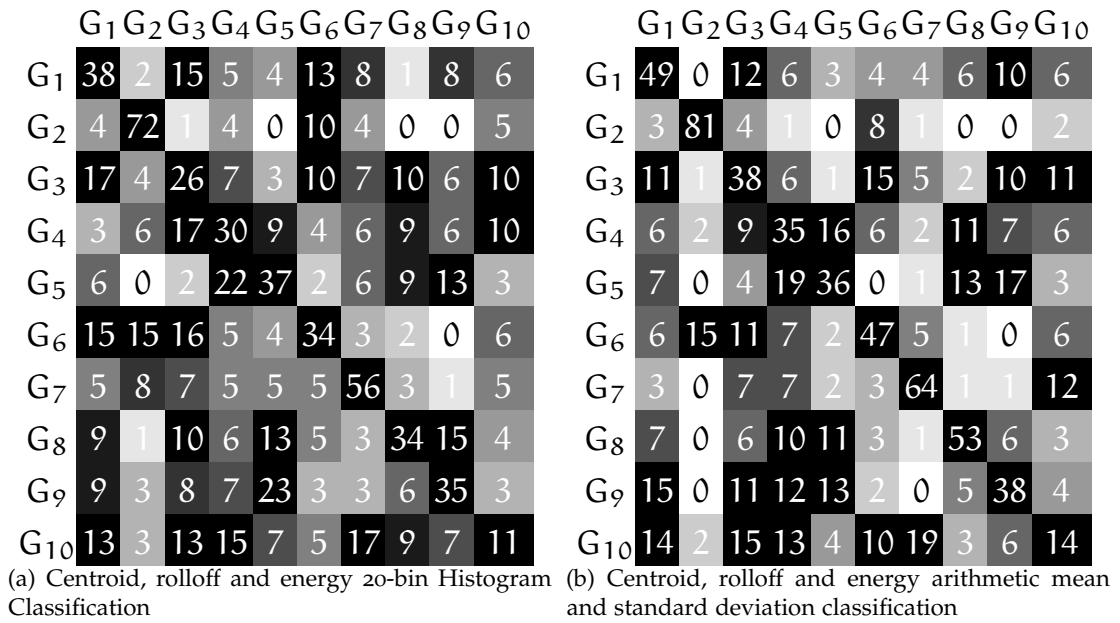 G1 G2 G3 G4 G5 G6 G7 G8 G9 G10
G1 38 2 15 5 4 13 8 1 8 6
G2 4 72 1 4 0 10 4 0 0 5
G3 17 4 26 7 3 10 7 10 6 10
G4 3 6 17 30 9 4 6 9 6 10
G5 6 0 2 22 37 2 6 9 13 3
G6 15 15 16 5 4 34 3 2 0 6
G7 5 8 7 5 5 5 56 3 1 5
G8 9 1 10 6 13 5 3 34 15 4
G9 9 3 8 7 23 3 3 6 35 3
G10 13 3 13 15 7 5 17 9 7 11
(a) Centroid, rolloff and energy 20-bin Histogram
Classification
G1 G2 G3 G4 G5 G6 G7 G8 G9 G10
G1 49 0 12 6 3 4 4 6 10 6
G2 3 81 4 1 0 8 1 0 0 2
G3 11 1 38 6 1 15 5 2 10 11
G4 6 2 9 35 16 6 2 11 7 6
G5 7 0 4 19 36 0 1 13 17 3
G6 6 15 11 7 2 47 5 1 0 6
G7 3 0 7 7 2 3 64 1 1 12
G8 7 0 6 10 11 3 1 53 6 3
G9 15 0 11 12 13 2 0 5 38 4
G10 14 2 15 13 4 10 19 3 6 14
(b) Centroid, rolloff and energy arithmetic mean
and standard deviation classification